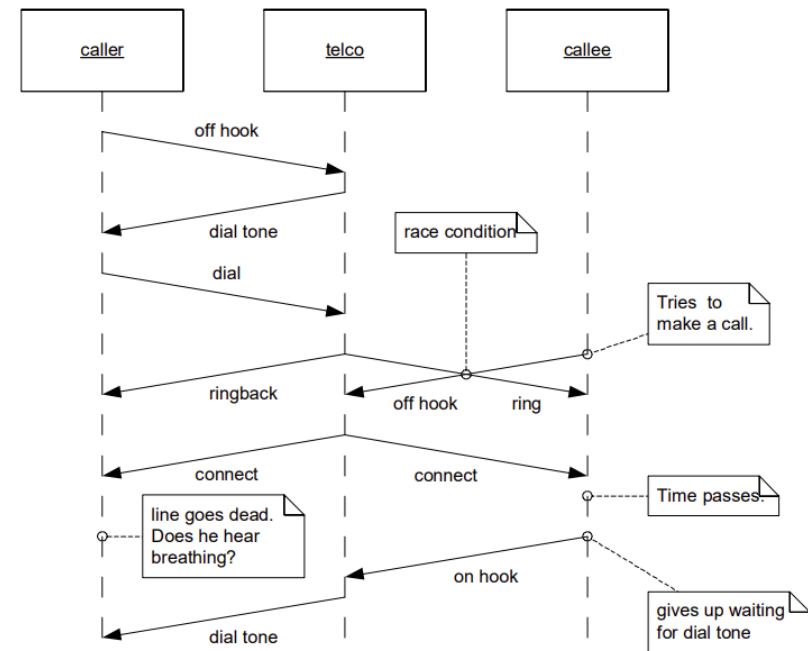 caller
telco
callee
off hook
dial tone
race condition
dial
Tries to
make a call.
ringback
off hook
ring
connect
connect
Time passes.
line goes dead.
Does he hear
breathing?
on hook
gives up waiting
for dial tone
dial tone